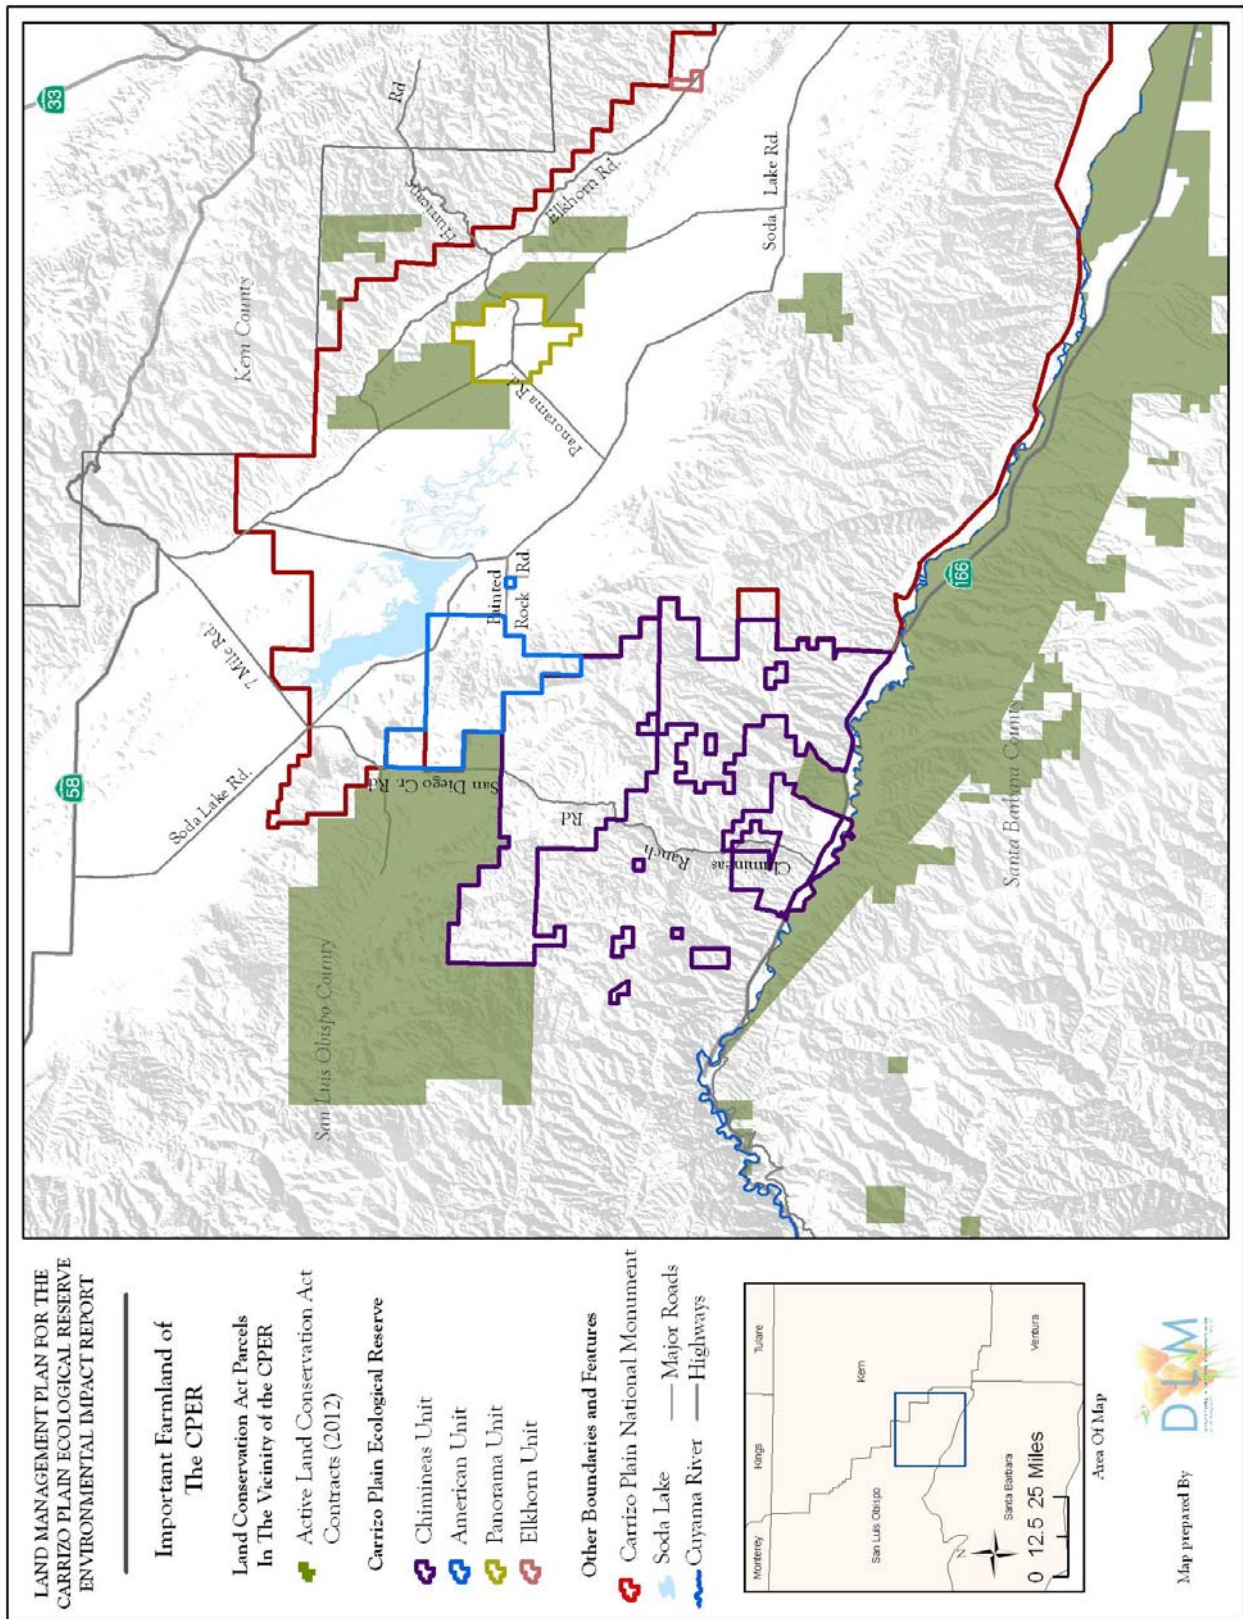 LAND MANAGEMENT PLAN FOR THE
CARRIZO PLAIN ECOLOGICAL RESERVE
ENVIRONMENTAL IMPACT REPORT
Important Farmland of
The CPER
Land Conservation Act Parcels
In The Vicinity of the CPER
Active Land Conservation Act
Contracts (2012)
Carrizo Plain Ecological Reserve
Chimineas Unit
American Unit
Panorama Unit
Elkhorn Unit
Other Boundaries and Features
Carrizo Plain National Monument
Soda Lake
Major Roads
Cuyama River
Highways
Monterey
Kings
Tulare
Kern
San Luis Obispo
Santa Barbara
Ventura
N
0 12.5 25 Miles
Area Of Map
Map prepared By
DLM
58
33
166
Soda Lake Rd.
7 Mile Rd.
Kern County
Hurricane
Rd
Elkhorn Rd.
San Luis Obispo County
San Diego Cr. Rd
Painted
Rock Rd.
Panorama Rd.
Soda Lake Rd.
Chimineas
Ranch
Rd
Santa Barbara County